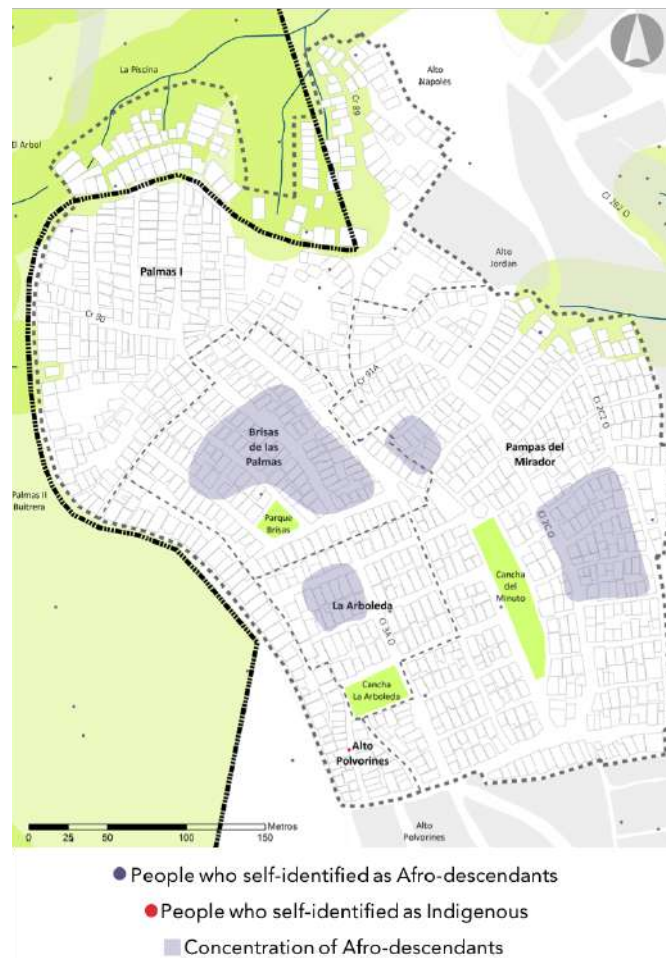 La Piscina
Alto
Napoles
Cr 89
El Arbol
Cl 2B2 O
Alto
Jordan
Palmas I
Cr 90
Cr 91A
Cl 2C2 O
Brisas
de las
Palmas
Pampas del
Mirador
Palmas II
Buitrera
Parque
Brisas
Cl 2C O
Cancha
del
Minuto
La Arboleda
Cl 3A O
Cancha
La Arboleda
Alto
Polvorines
Alto
Polvorines
Metros
0 25 50 100 150
People who self-identified as Afro-descendants
People who self-identified as Indigenous
Concentration of Afro-descendants